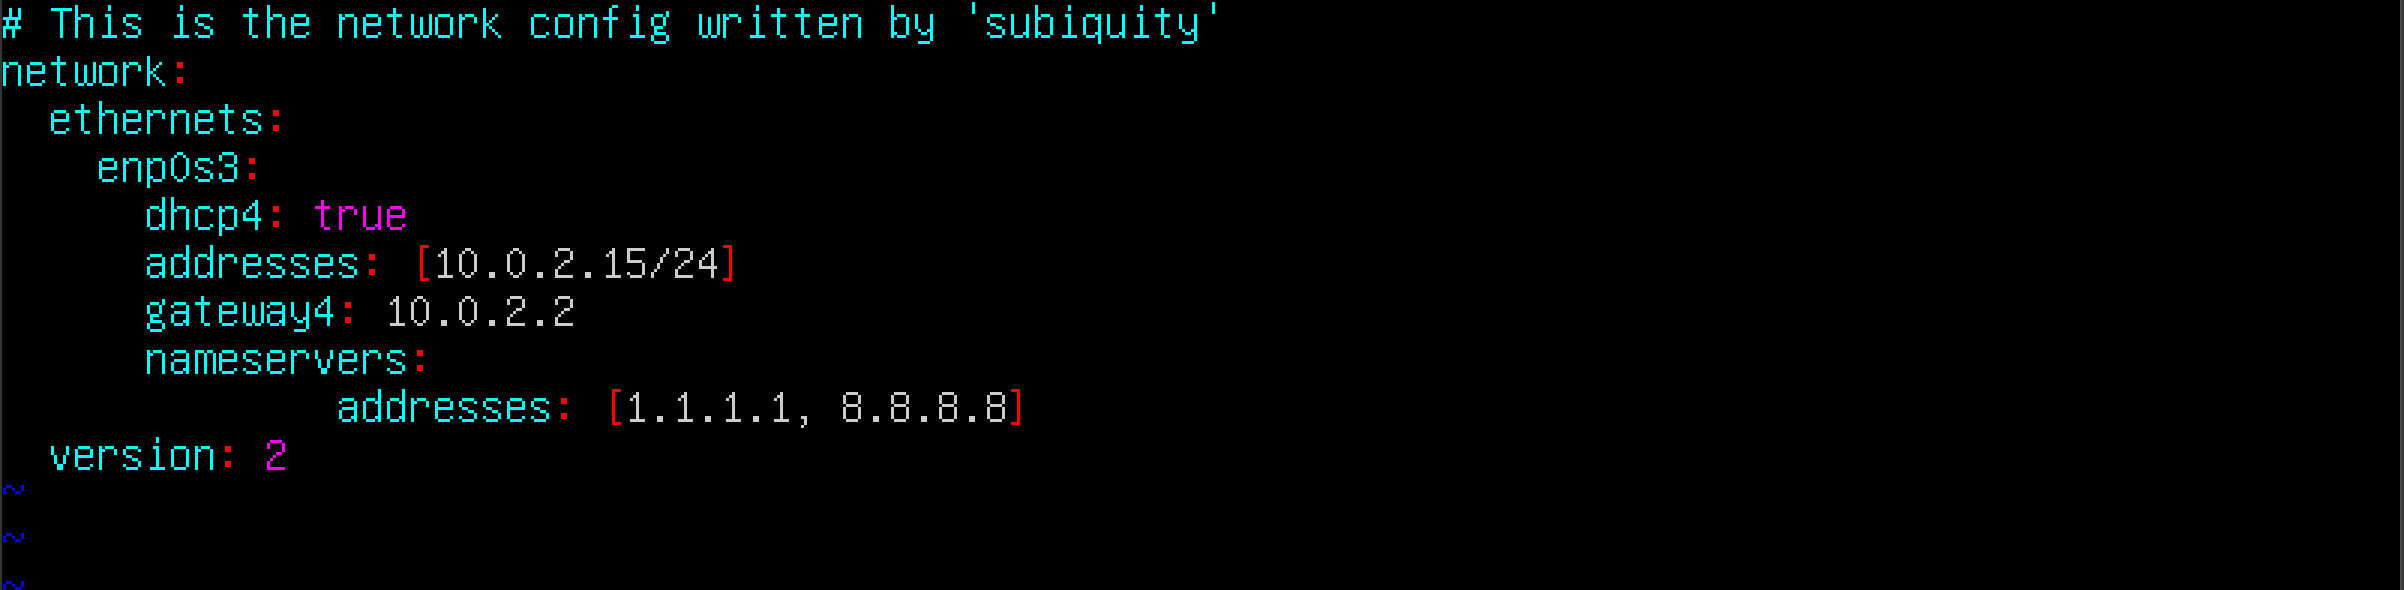 # This is the network config written by 'subiquity'
network:
  ethernets:
    enp0s3:
      dhcp4: true
      addresses: [10.0.2.15/24]
      gateway4: 10.0.2.2
      nameservers:
              addresses: [1.1.1.1, 8.8.8.8]
  version: 2
~
~
~